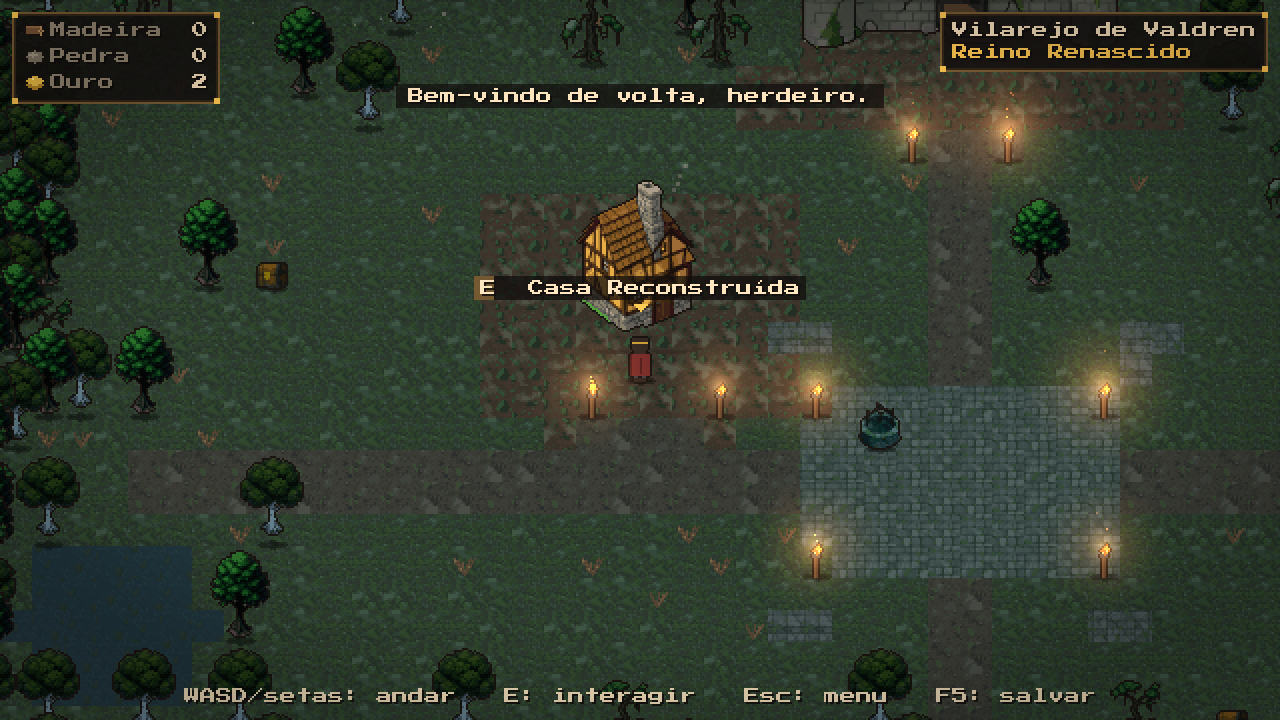 Madeira 0
Pedra 0
Ouro 2
Vilarejo de Valdren
Reino Renascido
Bem-vindo de volta, herdeiro.
E Casa Reconstruída
WASD/setas: andar E: interagir Esc: menu F5: salvar